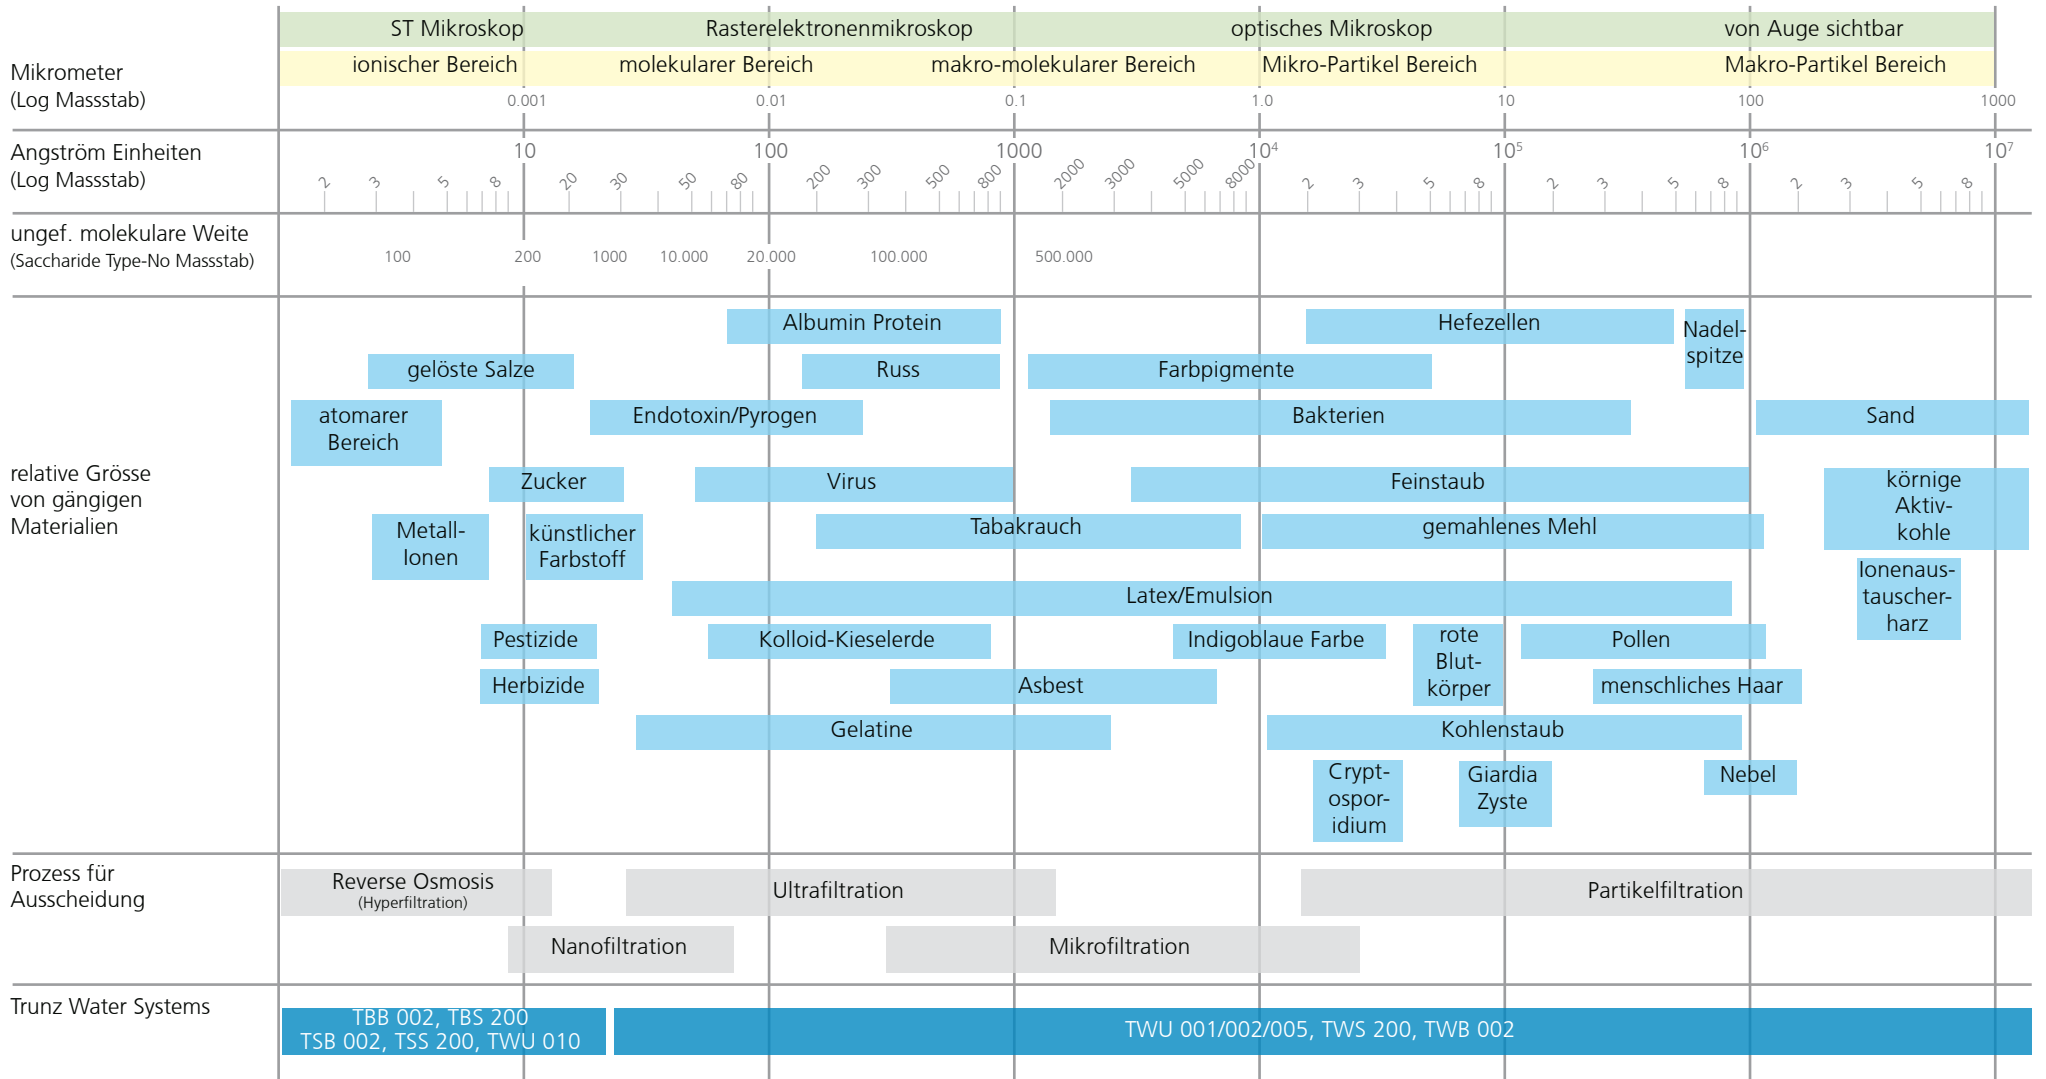 ST Mikroskop Rasterelektronenmikroskop optisches Mikroskop von Auge sichtbar
ionischer Bereich molekularer Bereich makro-molekularer Bereich Mikro-Partikel Bereich Makro-Partikel Bereich
Mikrometer
(Log Massstab)
0.001 0.01 0.1 1.0 10 100 1000
Angström Einheiten
(Log Massstab)
10 100 1000 10⁴ 10⁵ 10⁶ 10⁷
2 3 5 8 20 30 50 80 200 300 500 800 2000 3000 5000 8000 2 3 5 8 2 3 5 8 2 3 5 8
ungef. molekulare Weite
(Saccharide Type-No Massstab)
100 200 1000 10.000 20.000 100.000 500.000
relative Grösse
von gängigen
Materialien
Albumin Protein
Hefezellen
Nadel-
spitze
gelöste Salze
Russ
Farbpigmente
atomarer
Bereich
Endotoxin/Pyrogen
Bakterien
Sand
Zucker
Virus
Feinstaub
körnige
Aktiv-
kohle
Metall-
Ionen
künstlicher
Farbstoff
Tabakrauch
gemahlenes Mehl
Ionenaus-
tauscher-
harz
Latex/Emulsion
Pestizide
Kolloid-Kieselerde
Indigoblaue Farbe
rote
Blut-
körper
Pollen
Herbizide
Asbest
menschliches Haar
Gelatine
Kohlenstaub
Crypt-
ospor-
idium
Giardia
Zyste
Nebel
Prozess für
Ausscheidung
Reverse Osmosis
(Hyperfiltration)
Ultrafiltration
Partikelfiltration
Nanofiltration
Mikrofiltration
Trunz Water Systems
TBB 002, TBS 200
TSB 002, TSS 200, TWU 010
TWU 001/002/005, TWS 200, TWB 002